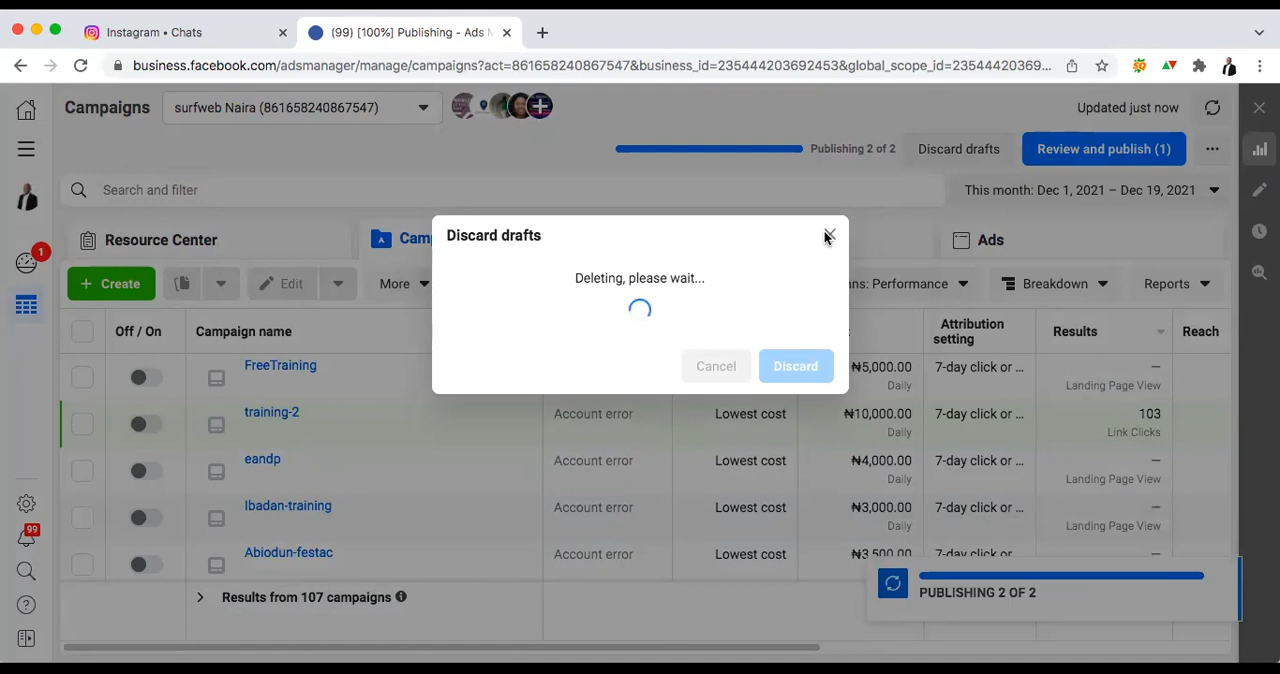 Instagram • Chats
(99) [100%] Publishing - Ads M
business.facebook.com/adsmanager/manage/campaigns?act=861658240867547&business_id=235444203692453&global_scope_id=23544420369...
Campaigns
surfweb Naira (861658240867547)
Updated just now
Publishing 2 of 2
Discard drafts
Review and publish (1)
Search and filter
This month: Dec 1, 2021 – Dec 19, 2021
Resource Center
Cam
Ads
1
Create
Edit
More
ns: Performance
Breakdown
Reports
Off / On
Campaign name
Attribution
setting
Results
Reach
FreeTraining
₦5,000.00
Daily
7-day click or ...
—
Landing Page View
training-2
Account error
Lowest cost
₦10,000.00
Daily
7-day click or ...
103
Link Clicks
eandp
Account error
Lowest cost
₦4,000.00
Daily
7-day click or ...
—
Landing Page View
Ibadan-training
Account error
Lowest cost
₦3,000.00
Daily
7-day click or ...
—
Landing Page View
Abiodun-festac
Account error
Lowest cost
₦3,500.00
7-day click or ...
—
Results from 107 campaigns
99
Discard drafts
Deleting, please wait...
Cancel
Discard
PUBLISHING 2 OF 2